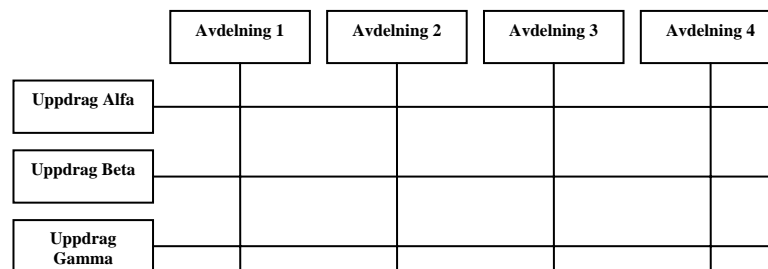 Avdelning 1
Avdelning 2
Avdelning 3
Avdelning 4
Uppdrag Alfa
Uppdrag Beta
Uppdrag
Gamma